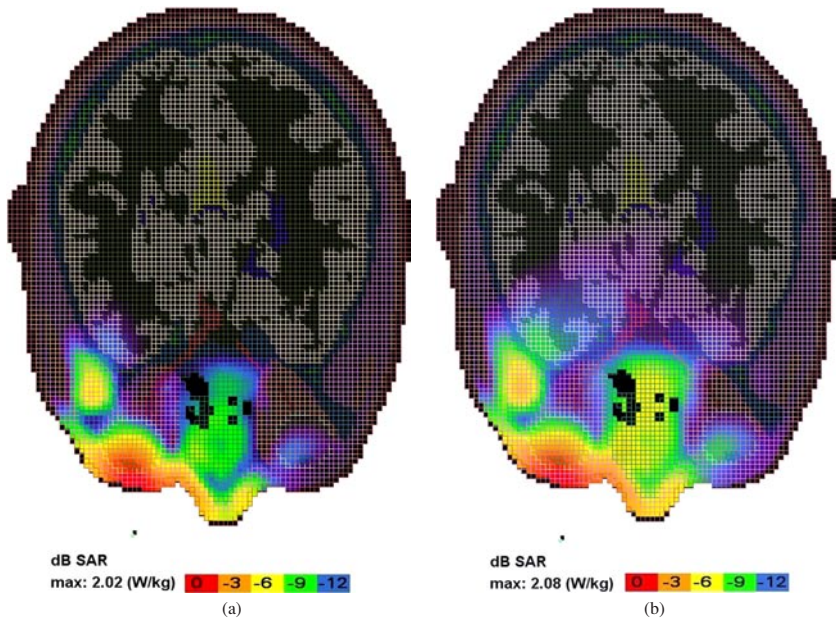 dB SAR
max: 2.02 (W/kg) 0 -3 -6 -9 -12
(a)
dB SAR
max: 2.08 (W/kg) 0 -3 -6 -9 -12
(b)